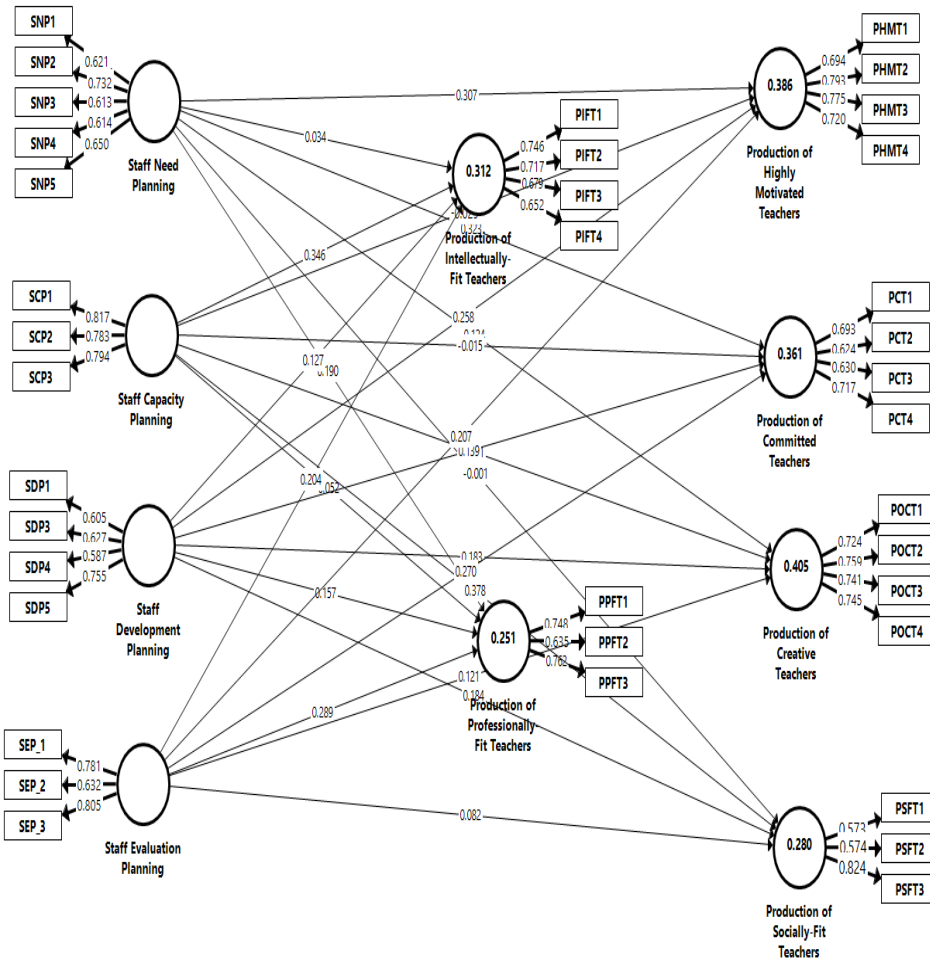 SNP1
SNP2
SNP3
SNP4
SNP5
0.621
0.732
0.613
0.614
0.650
Staff Need
Planning
SCP1
SCP2
SCP3
0.817
0.783
0.794
Staff Capacity
Planning
SDP1
SDP3
SDP4
SDP5
0.605
0.627
0.587
0.755
Staff
Development
Planning
SEP_1
SEP_2
SEP_3
0.781
0.632
0.805
Staff Evaluation
Planning
0.307
0.034
0.346
0.323
0.258
-0.015
0.127
0.190
0.207
-0.001
0.204
0.052
0.183
0.270
0.378
0.157
0.121
0.184
0.289
0.082
0.312
0.746
0.717
0.679
0.652
PIFT1
PIFT2
PIFT3
PIFT4
Production of
Intellectually-
Fit Teachers
0.251
0.748
0.635
0.762
PPFT1
PPFT2
PPFT3
Production of
Professionally-
Fit Teachers
0.386
0.694
0.793
0.775
0.720
PHMT1
PHMT2
PHMT3
PHMT4
Production of
Highly
Motivated
Teachers
0.361
0.693
0.624
0.630
0.717
PCT1
PCT2
PCT3
PCT4
Production of
Committed
Teachers
0.405
0.724
0.759
0.741
0.745
POCT1
POCT2
POCT3
POCT4
Production of
Creative
Teachers
0.280
0.573
0.574
0.824
PSFT1
PSFT2
PSFT3
Production of
Socially-Fit
Teachers